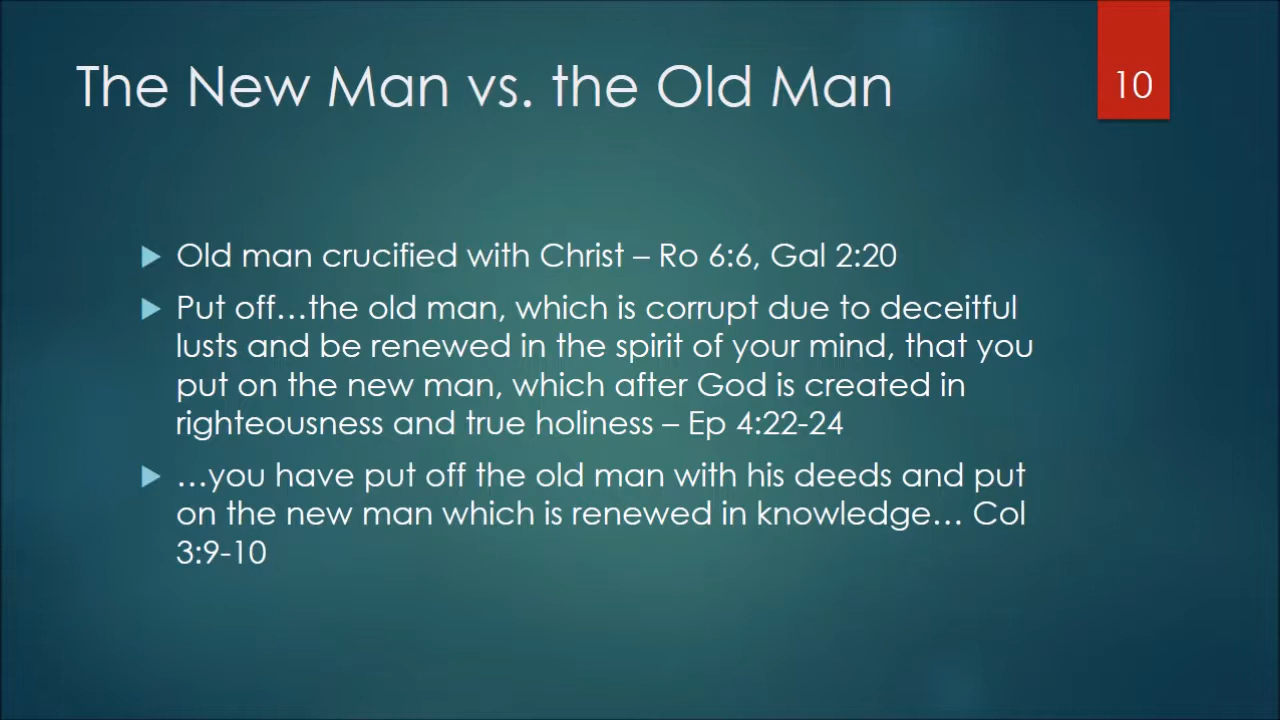 The New Man vs. the Old Man
10
Old man crucified with Christ – Ro 6:6, Gal 2:20
Put off…the old man, which is corrupt due to deceitful
lusts and be renewed in the spirit of your mind, that you
put on the new man, which after God is created in
righteousness and true holiness – Ep 4:22-24
…you have put off the old man with his deeds and put
on the new man which is renewed in knowledge… Col
3:9-10